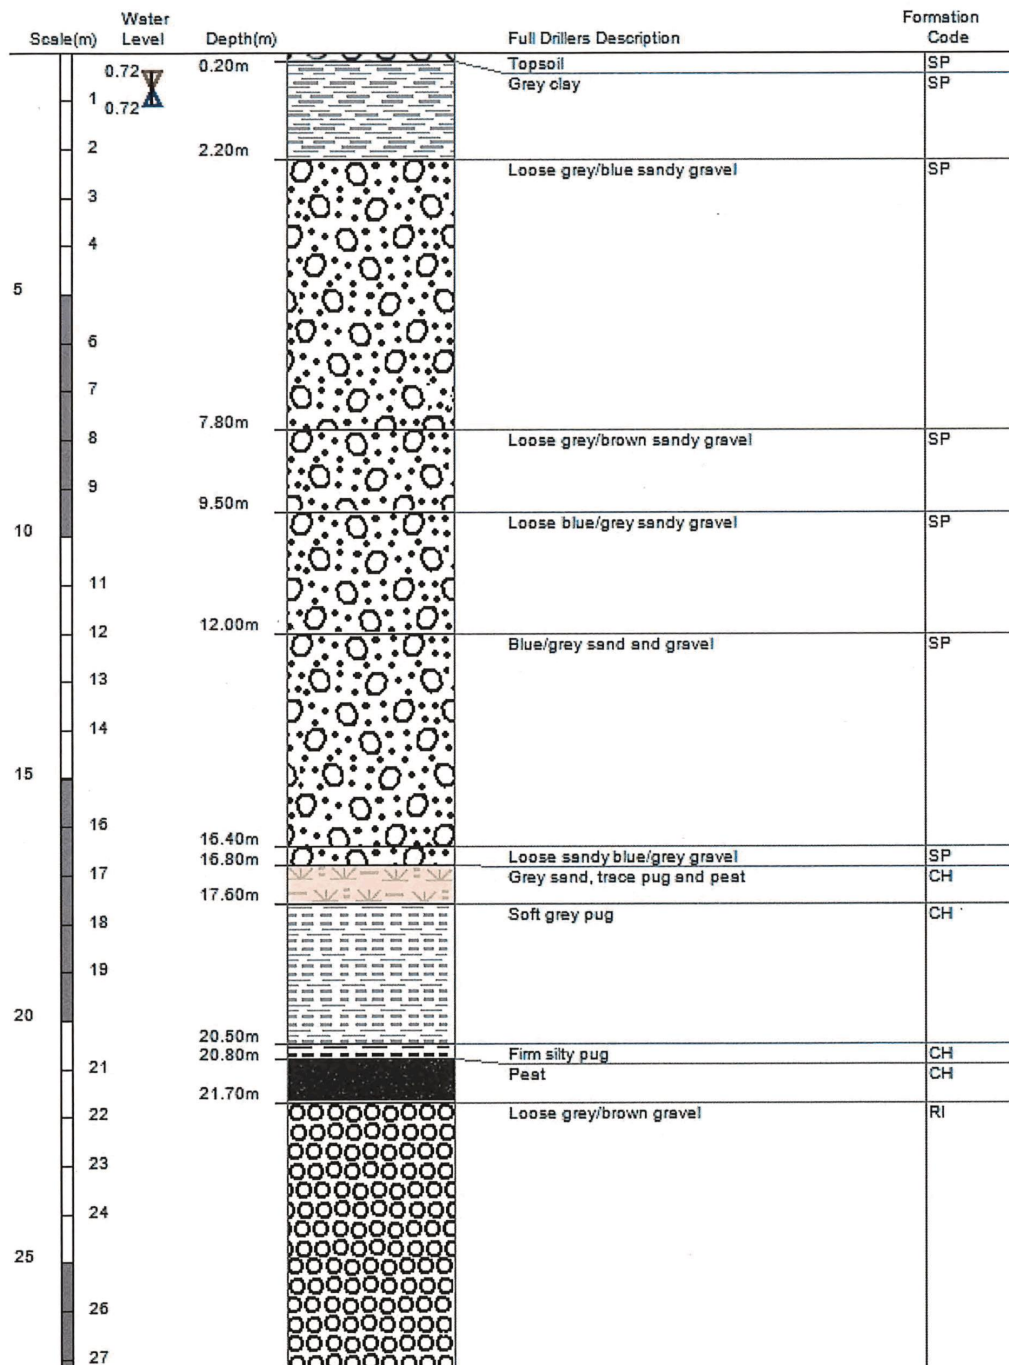 Scale(m) Water Level Depth(m) Full Drillers Description Formation Code
0.20m Topsoil SP
0.72 Grey clay SP
1 0.72
2 2.20m
Loose grey/blue sandy gravel SP
3
4
5
6
7
7.80m
8 Loose grey/brown sandy gravel SP
9 9.50m
10 Loose blue/grey sandy gravel SP
11
12 12.00m
Blue/grey sand and gravel SP
13
14
15
16 16.40m
16.80m Loose sandy blue/grey gravel SP
17 Grey sand, trace pug and peat CH
17.60m
18 Soft grey pug CH
19
20 20.50m
20.80m Firm silty pug CH
21 Peat CH
21.70m
22 Loose grey/brown gravel RI
23
24
25
26
27